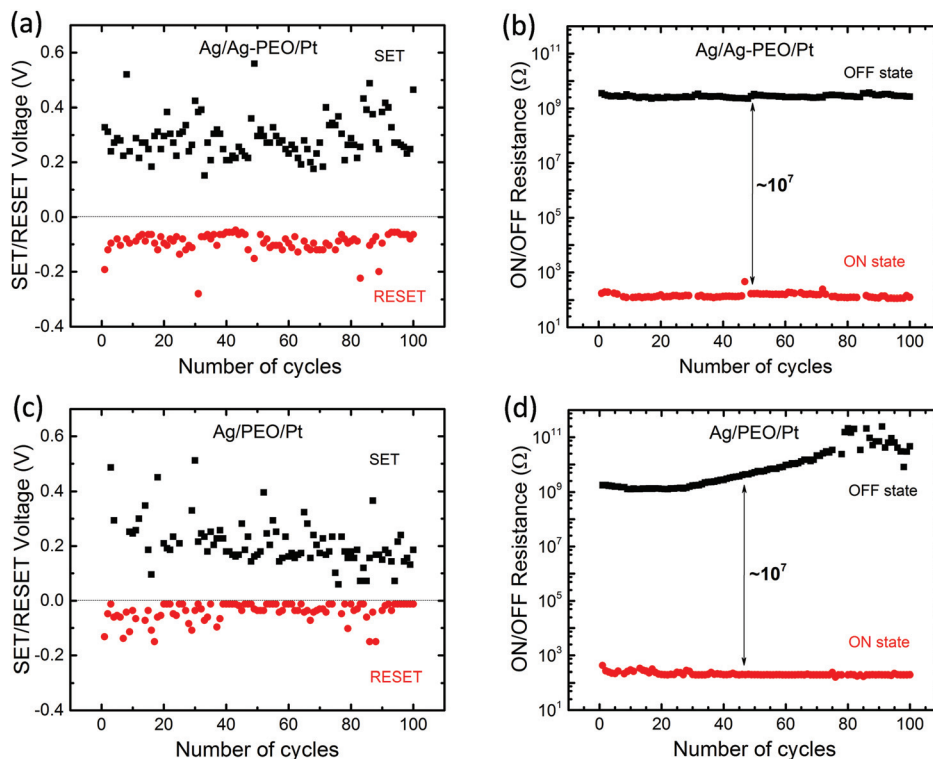 (a)
Ag/Ag-PEO/Pt
SET
RESET
SET/RESET Voltage (V)
0.6
0.4
0.2
0.0
-0.2
-0.4
0 20 40 60 80 100
Number of cycles
(b)
Ag/Ag-PEO/Pt
OFF state
~10⁷
ON state
ON/OFF Resistance (Ω)
10¹¹
10⁹
10⁷
10⁵
10³
10¹
0 20 40 60 80 100
Number of cycles
(c)
Ag/PEO/Pt
SET
RESET
SET/RESET Voltage (V)
0.6
0.4
0.2
0.0
-0.2
-0.4
0 20 40 60 80 100
Number of cycles
(d)
Ag/PEO/Pt
OFF state
~10⁷
ON state
ON/OFF Resistance (Ω)
10¹¹
10⁹
10⁷
10⁵
10³
10¹
0 20 40 60 80 100
Number of cycles